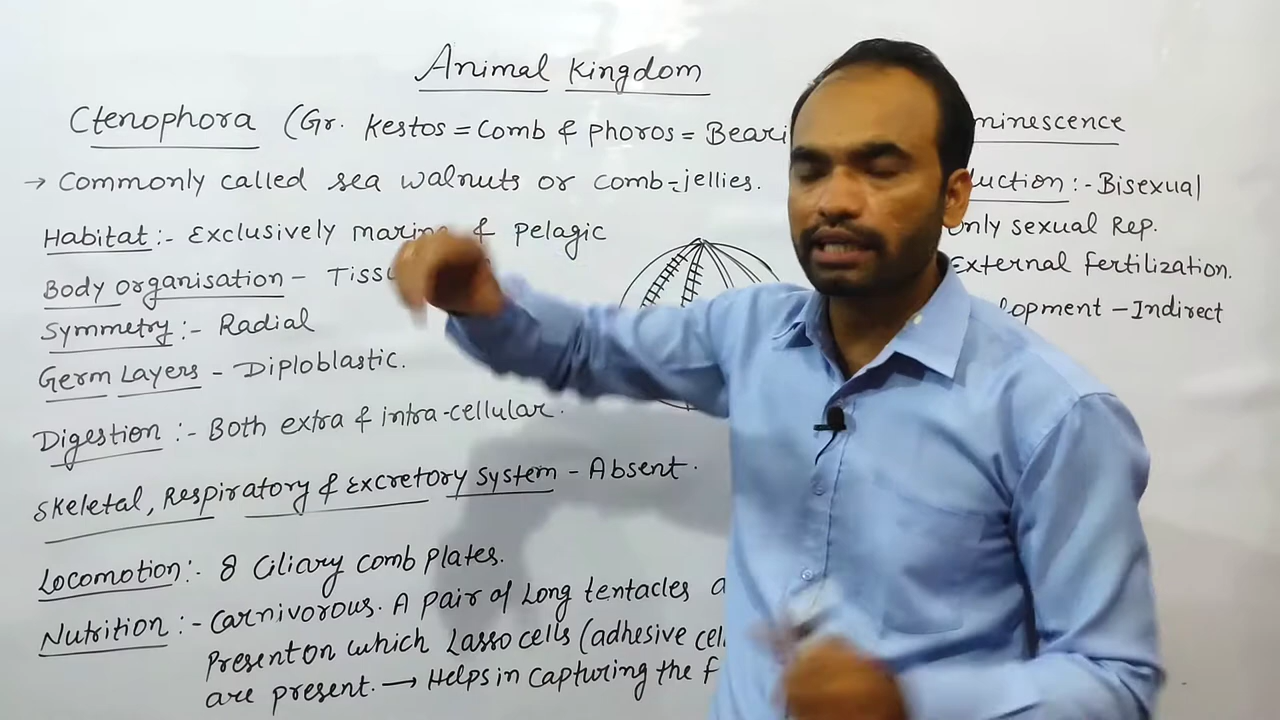 Animal Kingdom
Ctenophora (Gr. Kestos = Comb & phoros = Beari
→ Commonly called sea walnuts or comb-jellies.
Habitat :- Exclusively marine & pelagic
Body organisation - Tiss
Symmetry :- Radial
Germ Layers - Diploblastic.
Digestion :- Both extra & intra-cellular.
Skeletal, Respiratory & Excretory System - Absent.
Locomotion :- 8 Ciliary comb plates.
Nutrition :- Carnivorous. A pair of Long tentacles a
Present on which Lasso cells (adhesive cel
are present. → Helps in capturing the f
minescence
duction :- Bisexual
only sexual Rep.
External fertilization.
lopment - Indirect